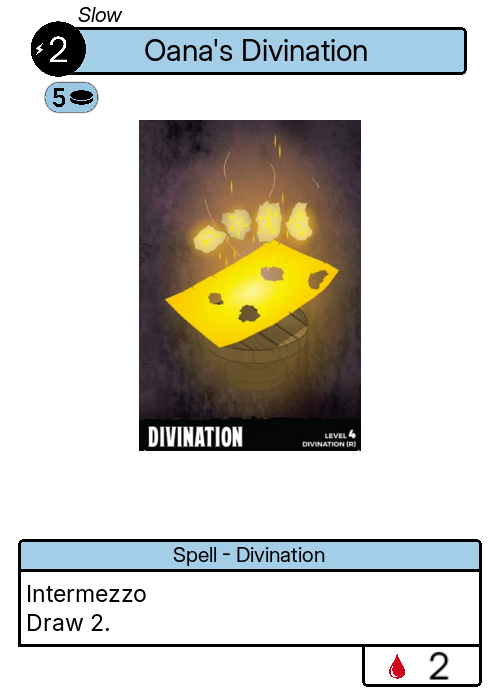 Slow
2
Oana's Divination
5
DIVINATION
LEVEL 4
DIVINATION (R)
Spell - Divination
Intermezzo
Draw 2.
2